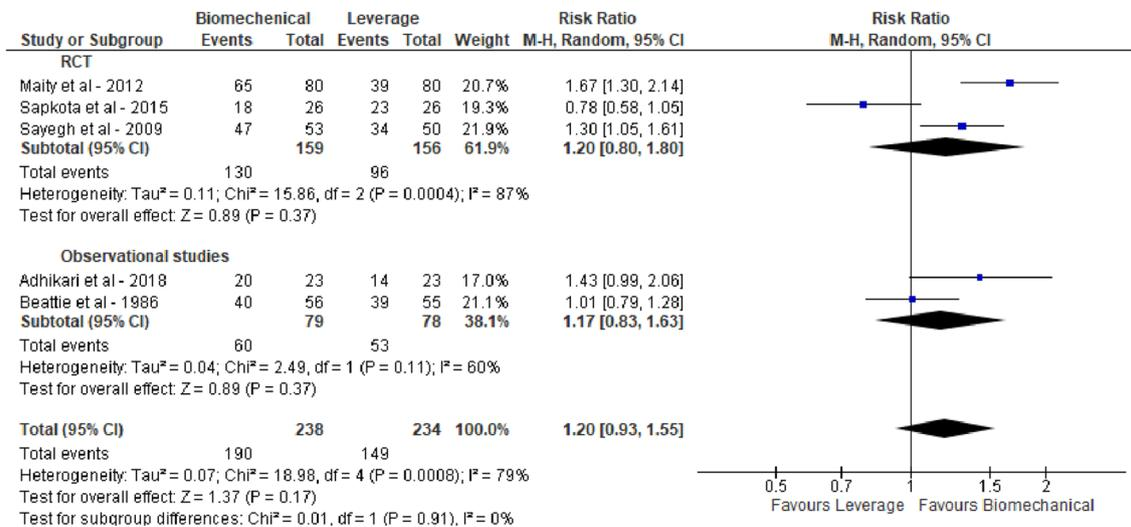 Biomechenical Leverage Risk Ratio Risk Ratio
Study or Subgroup Events Total Events Total Weight M-H, Random, 95% CI M-H, Random, 95% CI
RCT
Maity et al - 2012 65 80 39 80 20.7% 1.67 [1.30, 2.14]
Sapkota et al - 2015 18 26 23 26 19.3% 0.78 [0.58, 1.05]
Sayegh et al - 2009 47 53 34 50 21.9% 1.30 [1.05, 1.61]
Subtotal (95% CI) 159 156 61.9% 1.20 [0.80, 1.80]
Total events 130 96
Heterogeneity: Tau² = 0.11; Chi² = 15.86, df = 2 (P = 0.0004); I² = 87%
Test for overall effect: Z = 0.89 (P = 0.37)
Observational studies
Adhikari et al - 2018 20 23 14 23 17.0% 1.43 [0.99, 2.06]
Beattie et al - 1986 40 56 39 55 21.1% 1.01 [0.79, 1.28]
Subtotal (95% CI) 79 78 38.1% 1.17 [0.83, 1.63]
Total events 60 53
Heterogeneity: Tau² = 0.04; Chi² = 2.49, df = 1 (P = 0.11); I² = 60%
Test for overall effect: Z = 0.89 (P = 0.37)
Total (95% CI) 238 234 100.0% 1.20 [0.93, 1.55]
Total events 190 149
Heterogeneity: Tau² = 0.07; Chi² = 18.98, df = 4 (P = 0.0008); I² = 79%
Test for overall effect: Z = 1.37 (P = 0.17)
Test for subgroup differences: Chi² = 0.01, df = 1 (P = 0.91), I² = 0%
0.5 0.7 1 1.5 2
Favours Leverage Favours Biomechanical